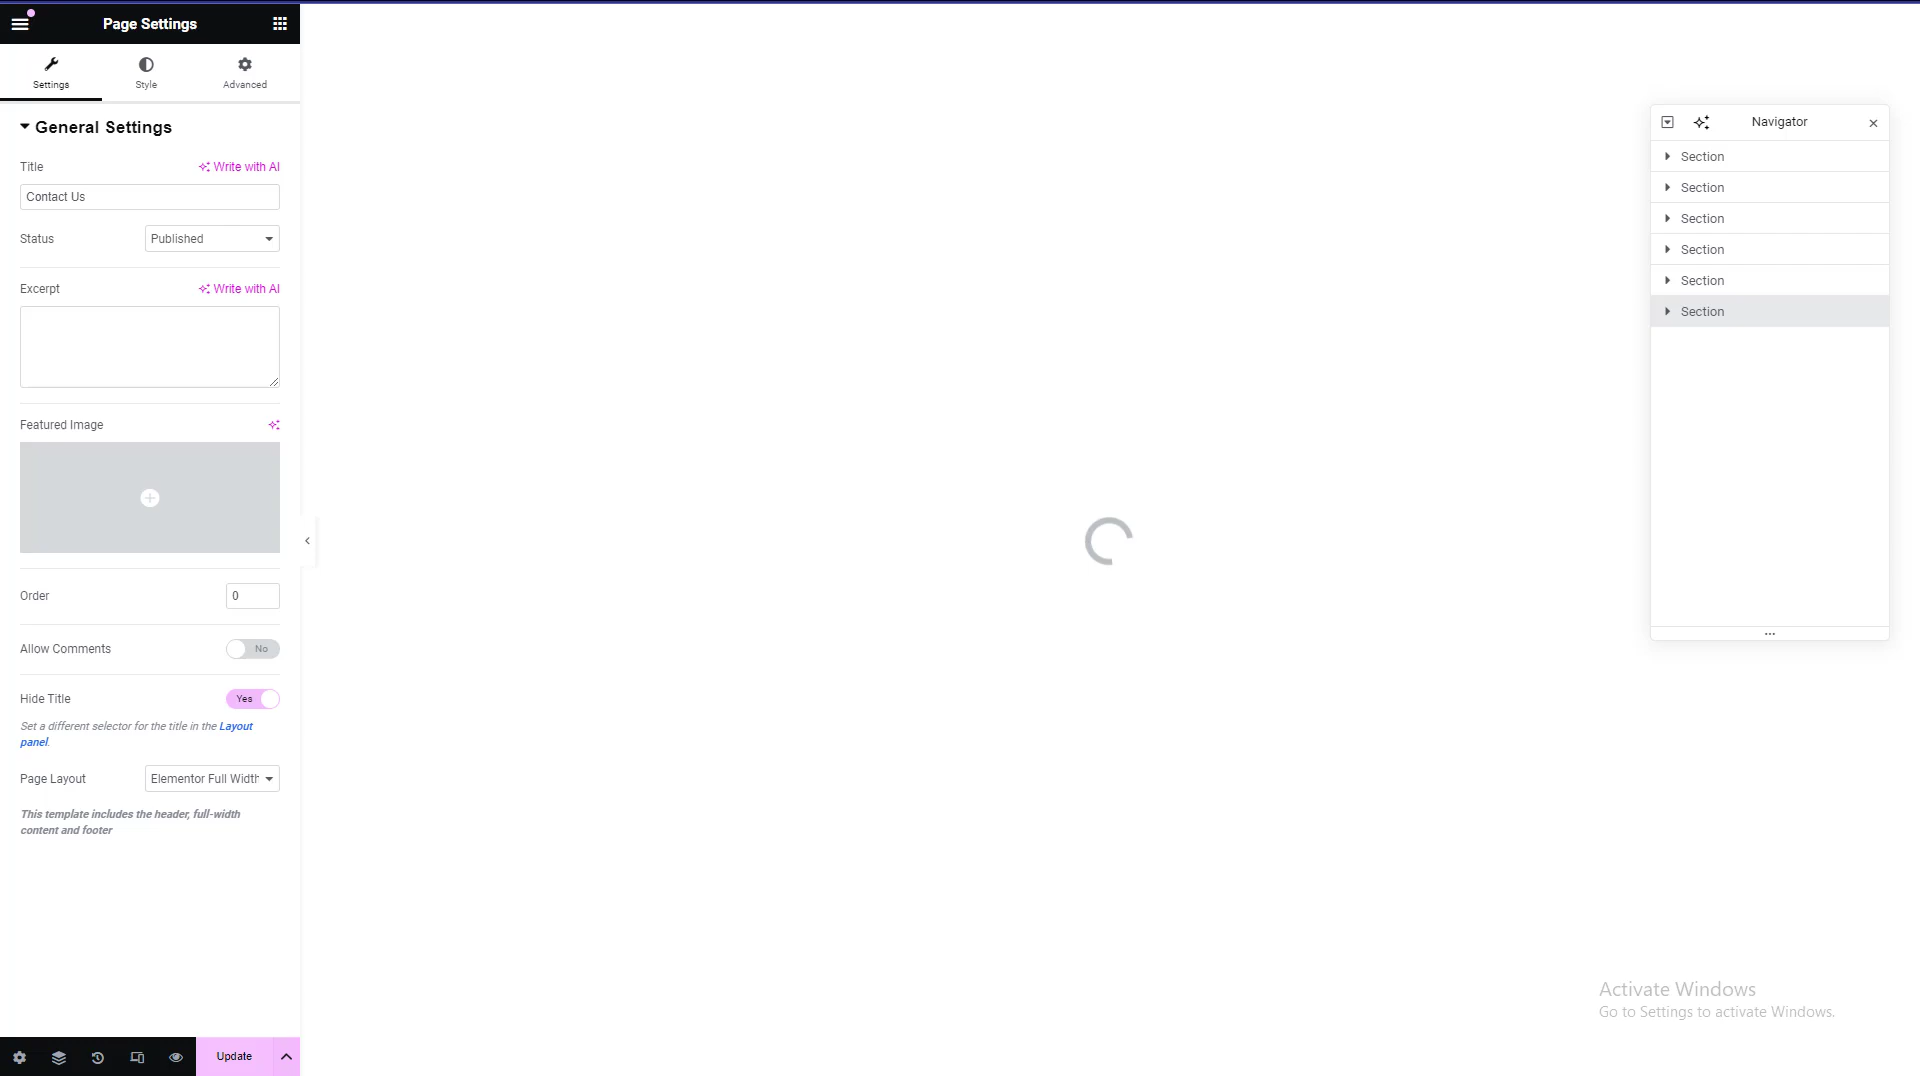 Page Settings
Settings
Style
Advanced
General Settings
Title
Write with AI
Contact Us
Status
Published
Excerpt
Write with AI
Featured Image
Order
0
Allow Comments
No
Hide Title
Yes
Set a different selector for the title in the Layout
panel.
Page Layout
Elementor Full Width
This template includes the header, full-width
content and footer
Update
Navigator
Section
Section
Section
Section
Section
Section
Activate Windows
Go to Settings to activate Windows.